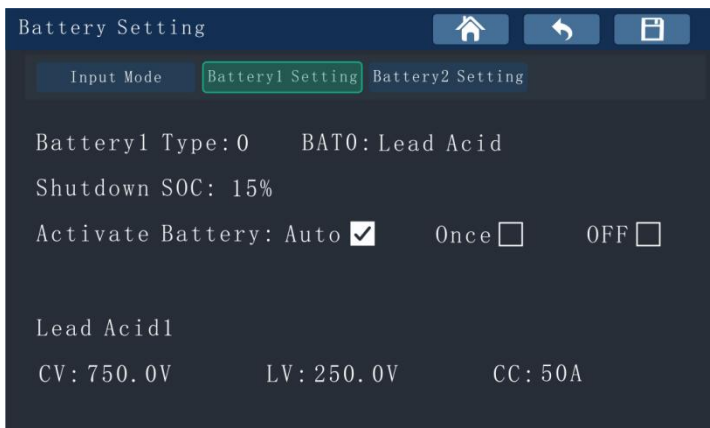 Battery Setting
Input Mode Battery1 Setting Battery2 Setting
Battery1 Type:0 BAT0:Lead Acid
Shutdown SOC: 15%
Activate Battery: Auto Once OFF
Lead Acid1
CV:750.0V LV:250.0V CC:50A